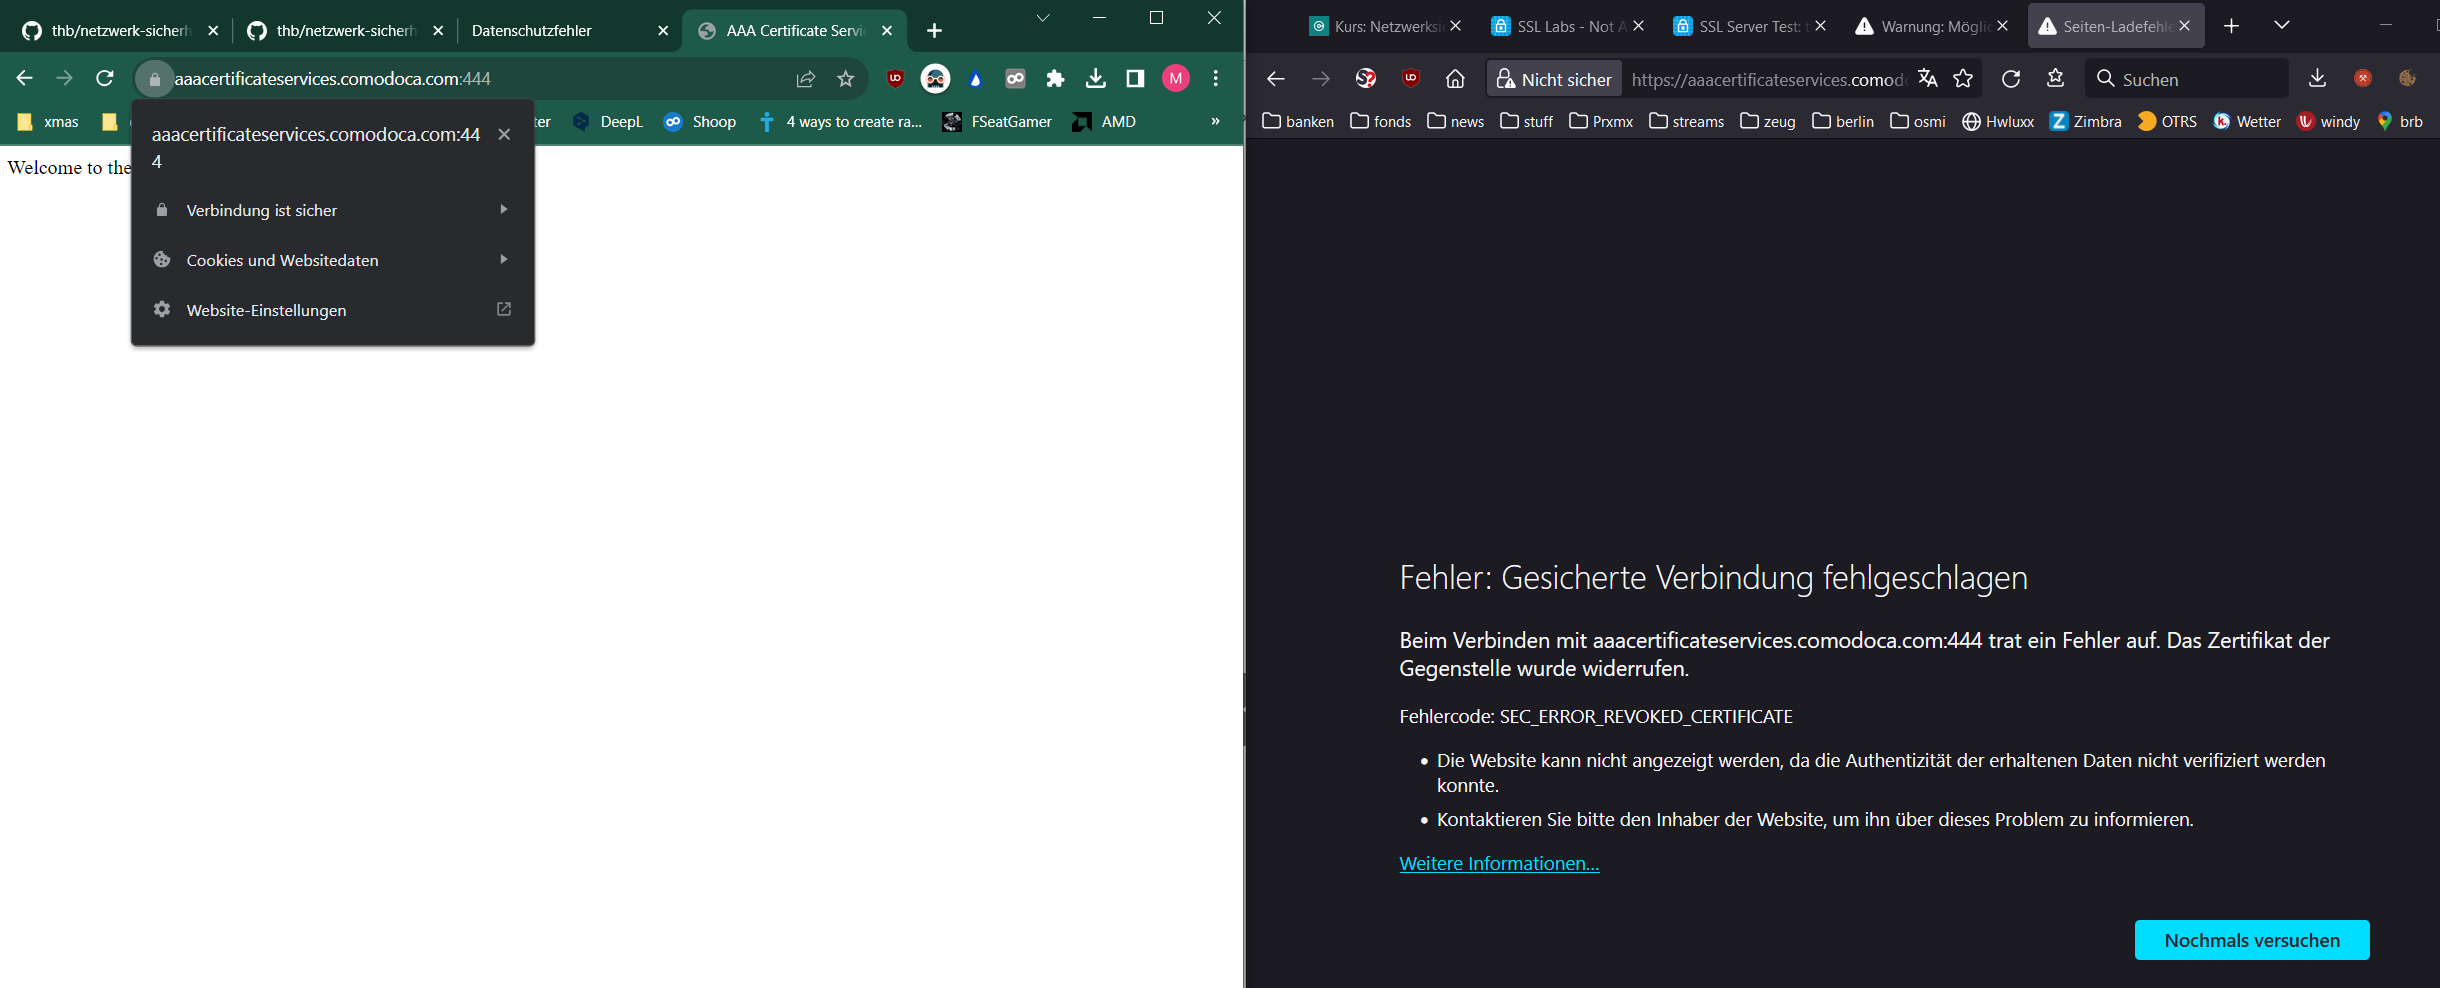 thb/netzwerk-sicherh
thb/netzwerk-sicherh
Datenschutzfehler
AAA Certificate Servi
aaacertificateservices.comodoca.com:444
M
xmas
ter
DeepL
Shoop
4 ways to create ra...
FSeatGamer
AMD
»
Welcome to the
aaacertificateservices.comodoca.com:44
4
Verbindung ist sicher
Cookies und Websitedaten
Website-Einstellungen
Kurs: Netzwerksi
SSL Labs - Not A
SSL Server Test: t
Warnung: Möglic
Seiten-Ladefehle
Nicht sicher
https://aaacertificateservices.comod
Suchen
banken
fonds
news
stuff
Prxmx
streams
zeug
berlin
osmi
Hwluxx
Zimbra
OTRS
Wetter
windy
brb
Fehler: Gesicherte Verbindung fehlgeschlagen
Beim Verbinden mit aaacertificateservices.comodoca.com:444 trat ein Fehler auf. Das Zertifikat der
Gegenstelle wurde widerrufen.
Fehlercode: SEC_ERROR_REVOKED_CERTIFICATE
• Die Website kann nicht angezeigt werden, da die Authentizität der erhaltenen Daten nicht verifiziert werden
konnte.
• Kontaktieren Sie bitte den Inhaber der Website, um ihn über dieses Problem zu informieren.
Weitere Informationen...
Nochmals versuchen